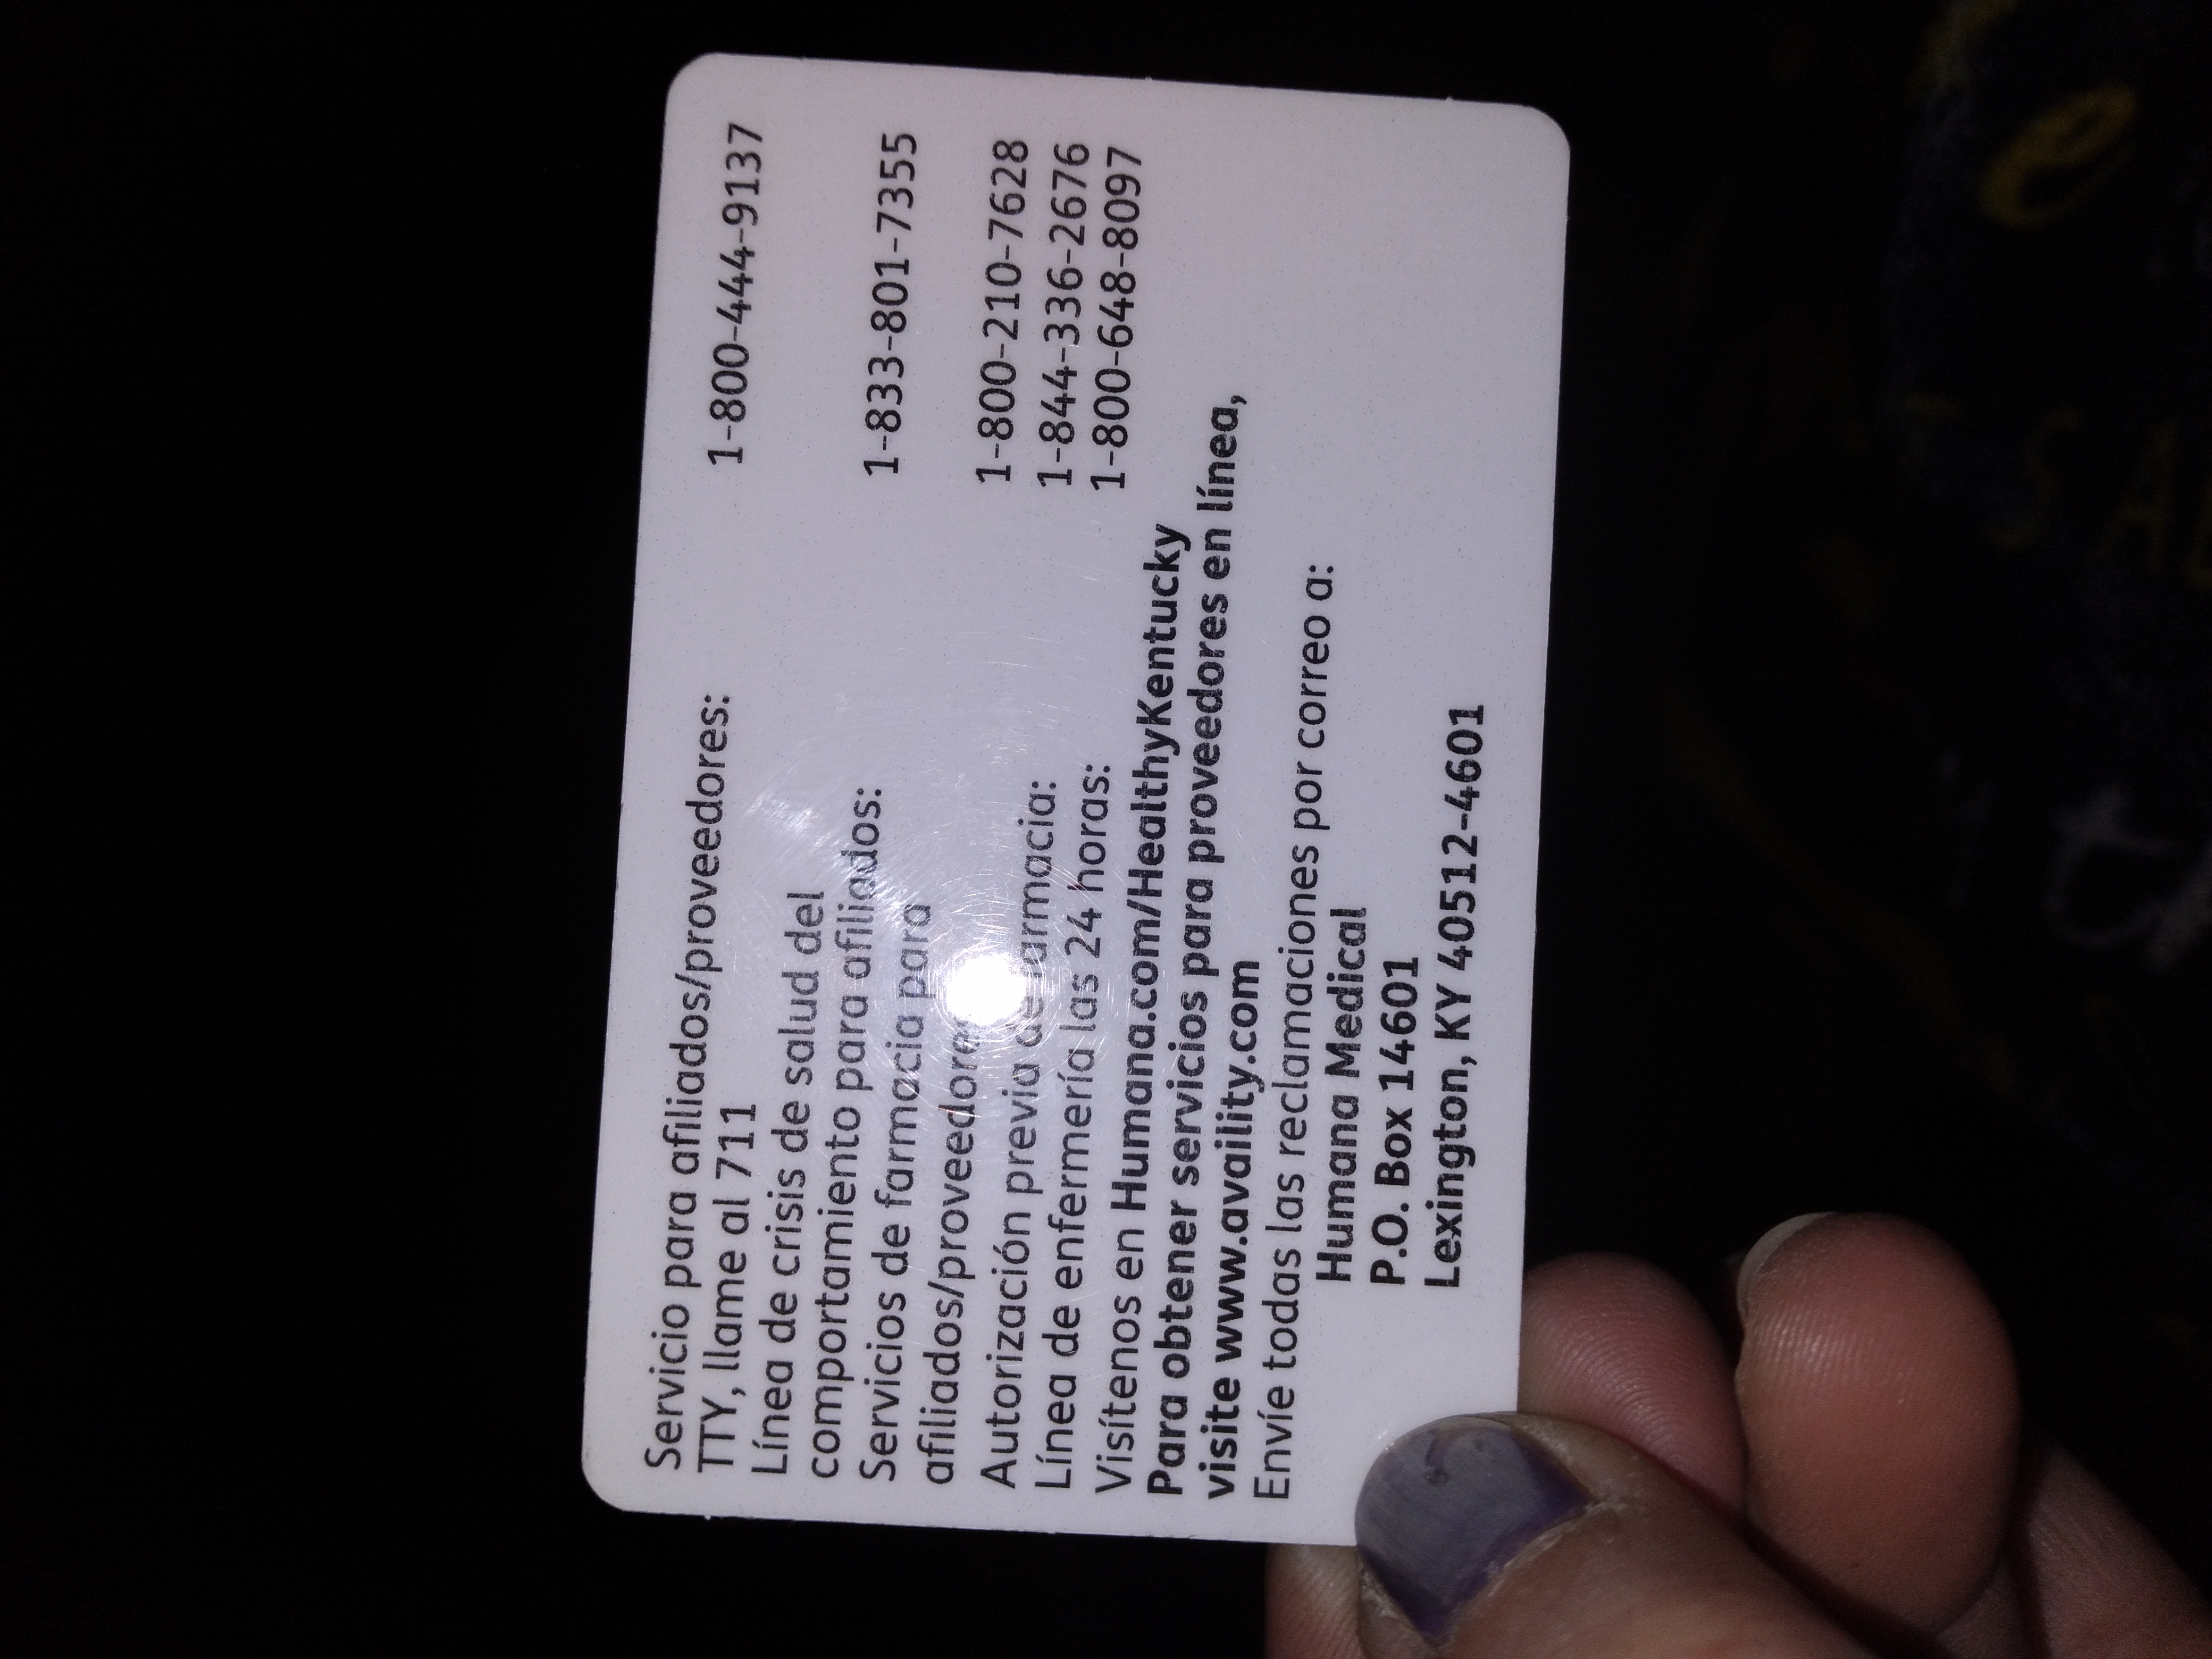 Servicio para afiliados/proveedores: 1-800-444-9137
TTY, llame al 711
Línea de crisis de salud del
comportamiento para afiliados: 1-833-801-7355
Servicios de farmacia para
afiliados/proveedores 1-800-210-7628
Autorización previa de farmacia: 1-844-336-2676
Línea de enfermería las 24 horas: 1-800-648-8097
Visítenos en Humana.com/HealthyKentucky
Para obtener servicios para proveedores en línea,
visite www.availity.com
Envíe todas las reclamaciones por correo a:
Humana Medical
P.O. Box 14601
Lexington, KY 40512-4601
e